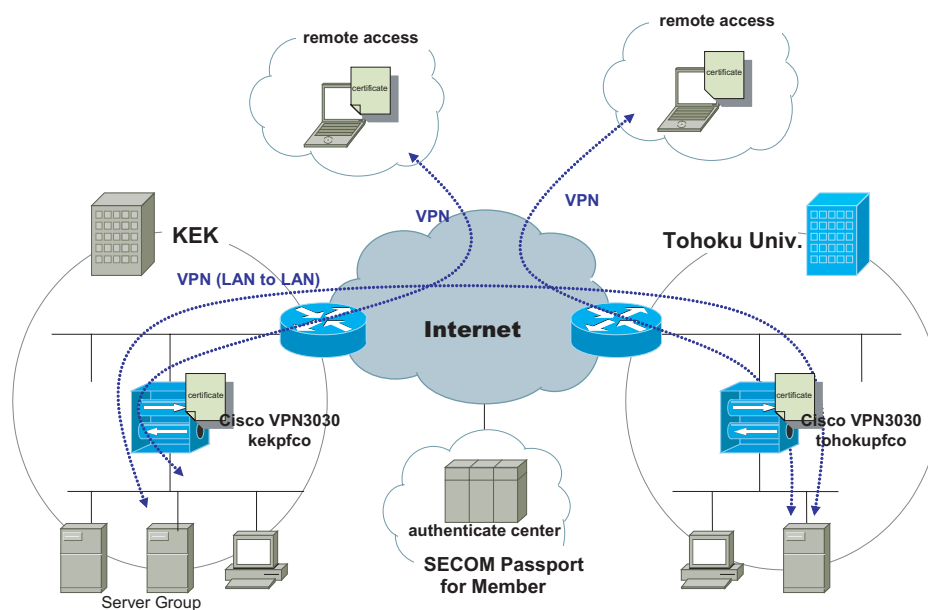 remote access
certificate
remote access
certificate
VPN
VPN
KEK
Tohoku Univ.
VPN (LAN to LAN)
Internet
certificate
Cisco VPN3030
kekpfco
certificate
Cisco VPN3030
tohokupfco
authenticate center
SECOM Passport
for Member
Server Group